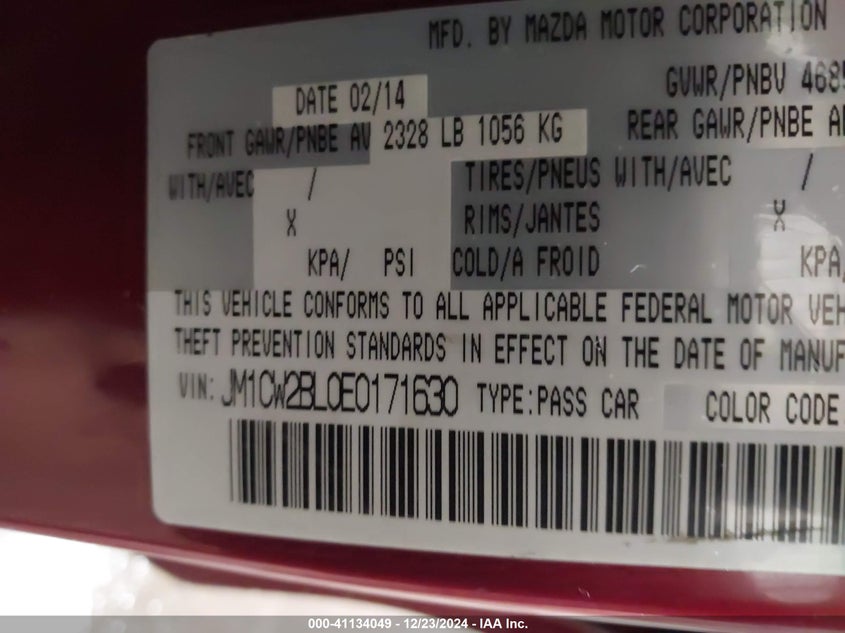 MFD. BY MAZDA MOTOR CORPORATION
DATE 02/14
GVWR/PNBV 4685
FRONT GAWR/PNBE AV 2328 LB 1056 KG
REAR GAWR/PNBE
WITH/AVEC /
TIRES/PNEUS WITH/AVEC /
X
RIMS/JANTES
X
KPA/ PSI
COLD/A FROID
KPA/
THIS VEHICLE CONFORMS TO ALL APPLICABLE FEDERAL MOTOR VEH
THEFT PREVENTION STANDARDS IN EFFECT ON THE DATE OF MANUF
VIN: JM1CW2BL0E0171630 TYPE:PASS CAR COLOR CODE
000-41134049 - 12/23/2024 - IAA Inc.